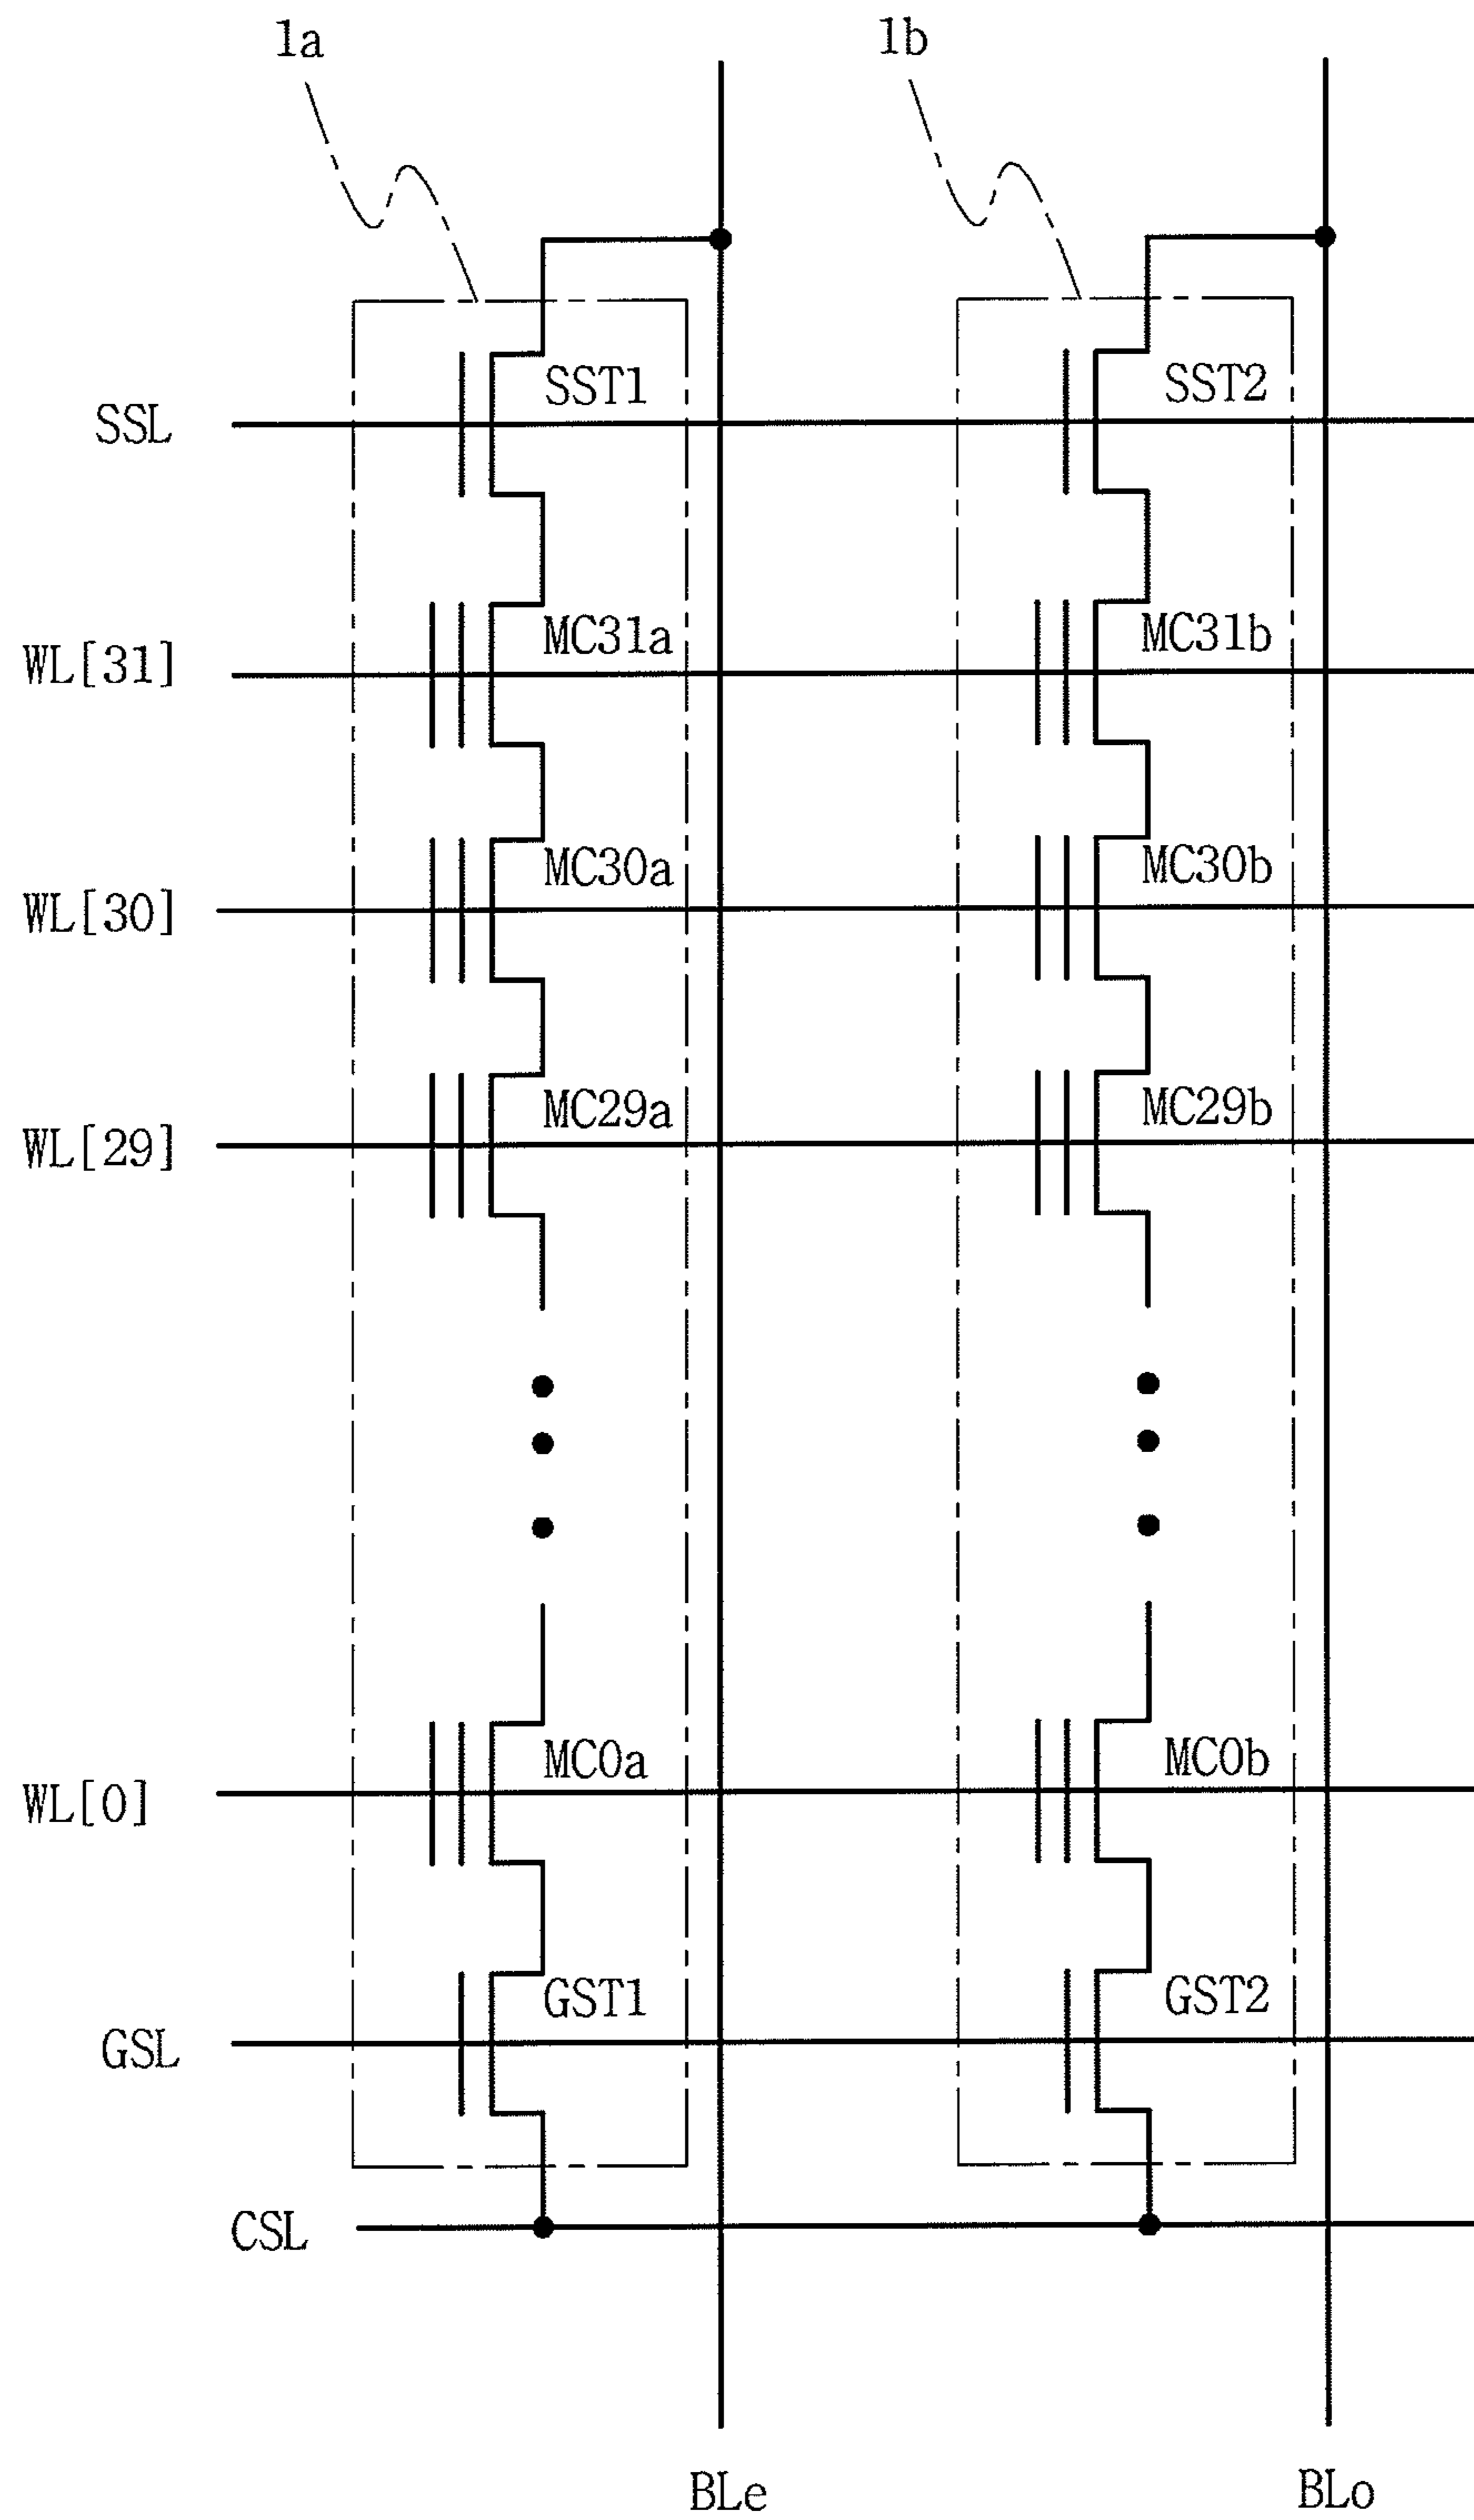 1a 1b
SSL SST1 SST2
WL[31] MC31a MC31b
WL[30] MC30a MC30b
WL[29] MC29a MC29b
WL[0] MC0a MC0b
GSL GST1 GST2
CSL
BLe BLo